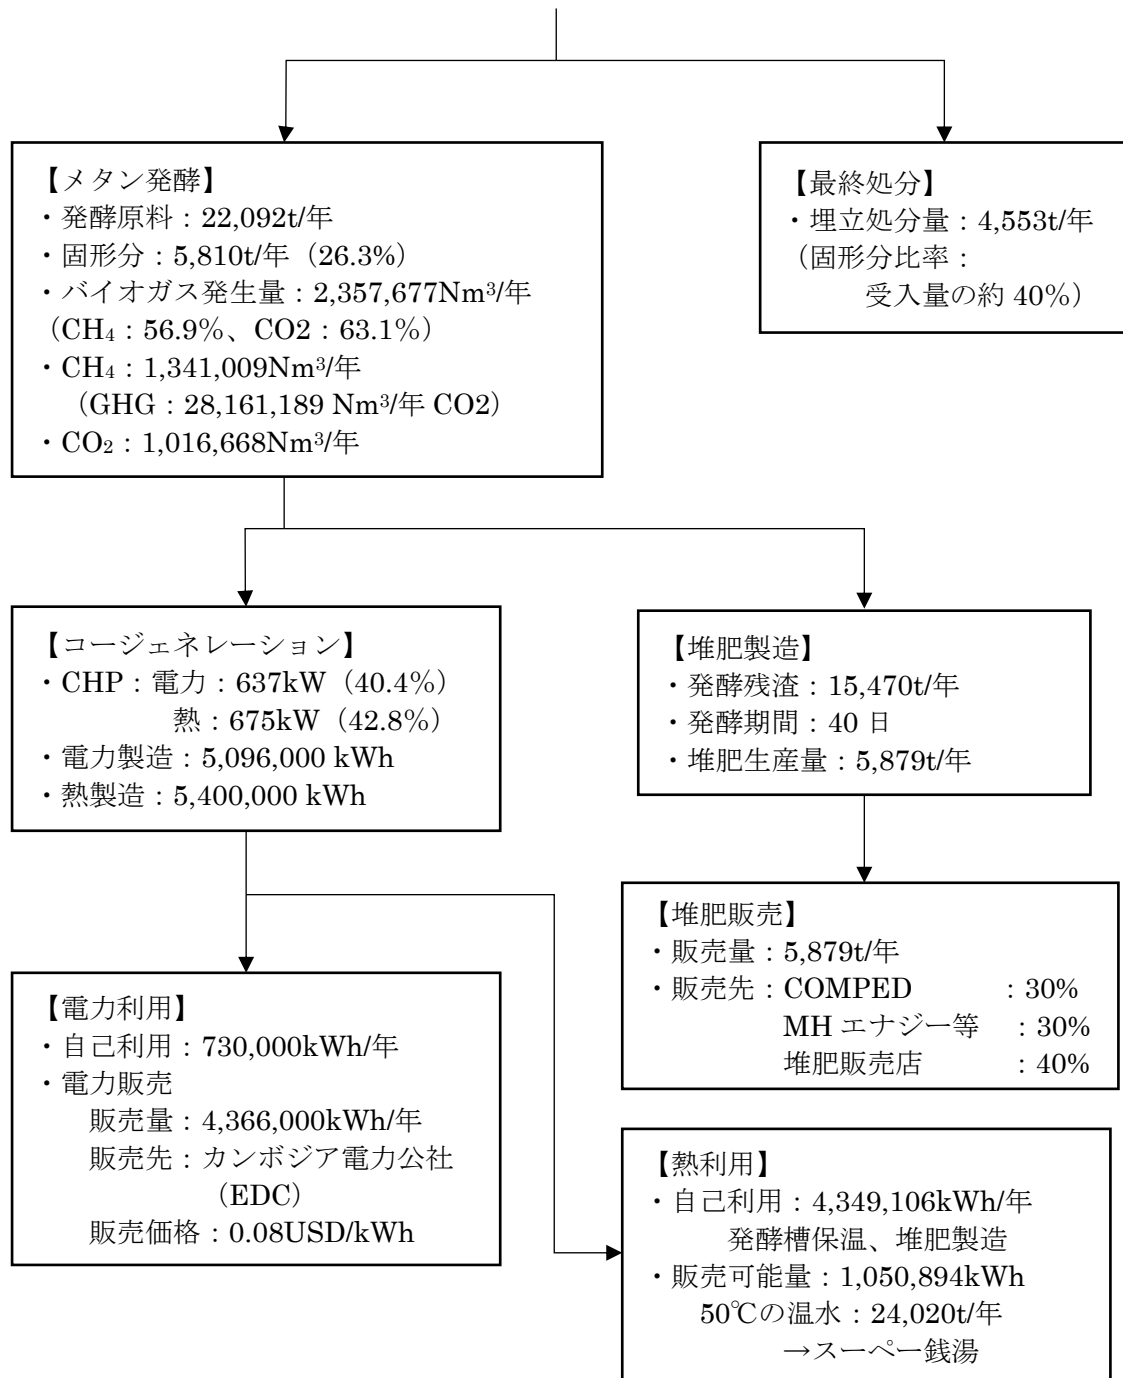 【メタン発酵】
・発酵原料：22,092t/年
・固形分：5,810t/年（26.3%）
・バイオガス発生量：2,357,677Nm³/年
（CH₄：56.9%、CO2：63.1%）
・CH₄：1,341,009Nm³/年
（GHG：28,161,189 Nm³/年 CO2）
・CO₂：1,016,668Nm³/年
【最終処分】
・埋立処分量：4,553t/年
（固形分比率：
受入量の約 40%）
【コージェネレーション】
・CHP：電力：637kW（40.4%）
熱：675kW（42.8%）
・電力製造：5,096,000 kWh
・熱製造：5,400,000 kWh
【堆肥製造】
・発酵残渣：15,470t/年
・発酵期間：40 日
・堆肥生産量：5,879t/年
【堆肥販売】
・販売量：5,879t/年
・販売先：COMPED ：30%
MH エナジー等 ：30%
堆肥販売店 ：40%
【電力利用】
・自己利用：730,000kWh/年
・電力販売
販売量：4,366,000kWh/年
販売先：カンボジア電力公社
（EDC）
販売価格：0.08USD/kWh
【熱利用】
・自己利用：4,349,106kWh/年
発酵槽保温、堆肥製造
・販売可能量：1,050,894kWh
50℃の温水：24,020t/年
→スーペー銭湯